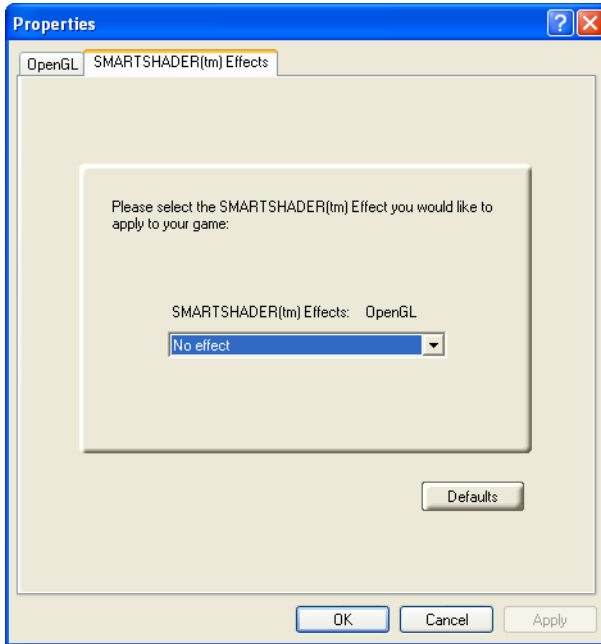 Properties
OpenGL SMARTSHADER(tm) Effects
Please select the SMARTSHADER(tm) Effect you would like to
apply to your game:
SMARTSHADER(tm) Effects: OpenGL
No effect
Defaults
OK Cancel Apply